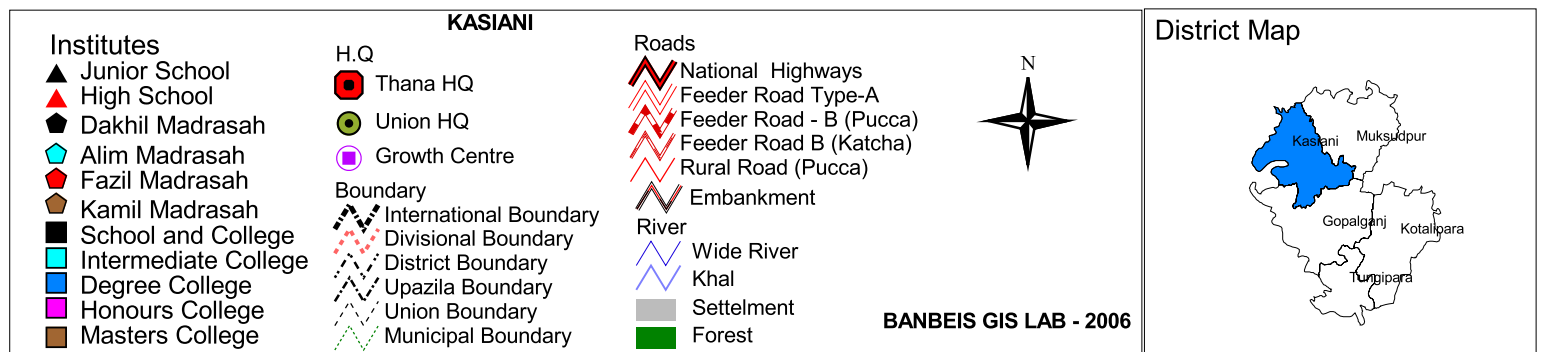 KASIANI
Institutes
Junior School
High School
Dakhil Madrasah
Alim Madrasah
Fazil Madrasah
Kamil Madrasah
School and College
Intermediate College
Degree College
Honours College
Masters College
H.Q
Thana HQ
Union HQ
Growth Centre
Boundary
International Boundary
Divisional Boundary
District Boundary
Upazila Boundary
Union Boundary
Municipal Boundary
Roads
National Highways
Feeder Road Type-A
Feeder Road - B (Pucca)
Feeder Road B (Katcha)
Rural Road (Pucca)
Embankment
River
Wide River
Khal
Settelment
Forest
N
BANBEIS GIS LAB - 2006
District Map
Kasiani
Muksudpur
Gopalganj
Kotalipara
Tungipara